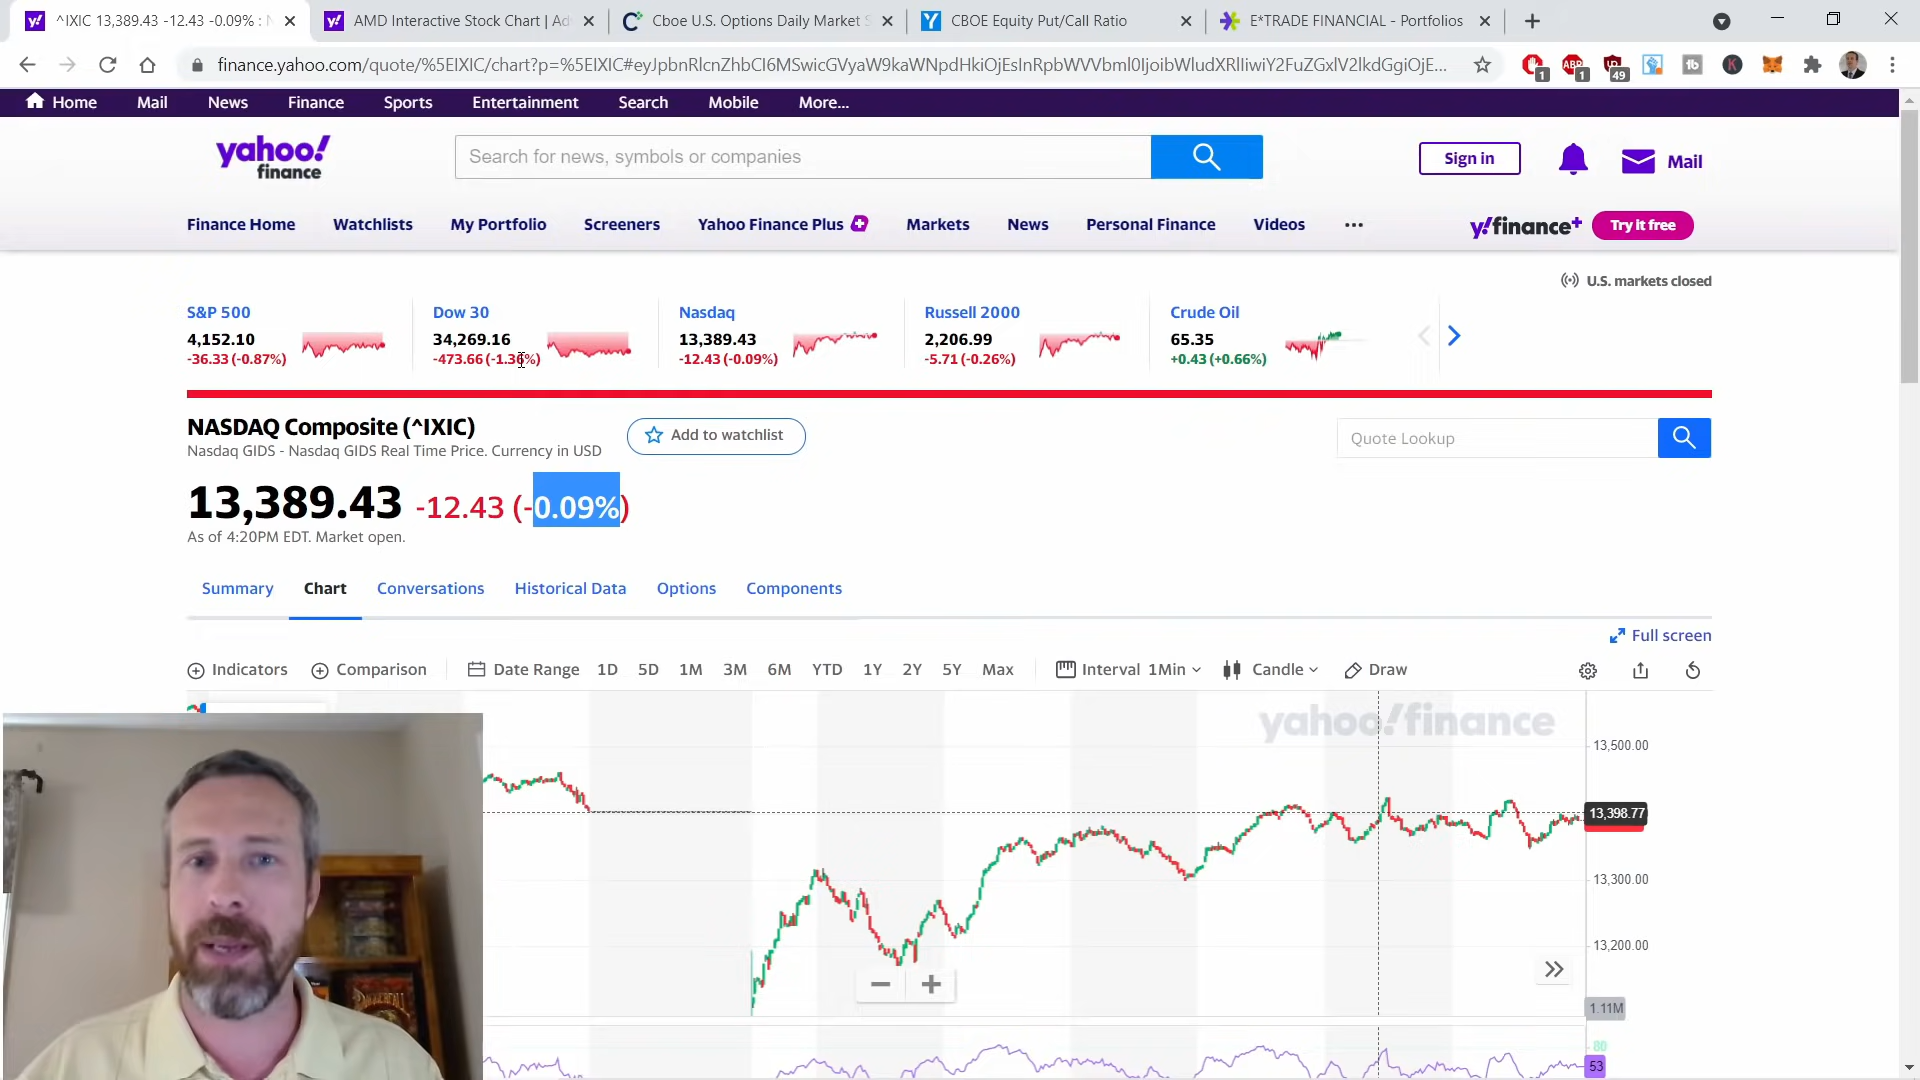 ^IXIC 13,389.43 -12.43 -0.09% : N
AMD Interactive Stock Chart | Ad
Cboe U.S. Options Daily Market S
CBOE Equity Put/Call Ratio
E*TRADE FINANCIAL - Portfolios
1
1
49
Home
Mail
News
Finance
Sports
Entertainment
Search
Mobile
More...
yahoo!
finance
Search for news, symbols or companies
Sign in
Mail
Finance Home
Watchlists
My Portfolio
Screeners
Yahoo Finance Plus
Markets
News
Personal Finance
Videos
y!finance+
Try it free
U.S. markets closed
S&P 500
4,152.10
-36.33 (-0.87%)
Dow 30
34,269.16
-473.66 (-1.36%)
Nasdaq
13,389.43
-12.43 (-0.09%)
Russell 2000
2,206.99
-5.71 (-0.26%)
Crude Oil
65.35
+0.43 (+0.66%)
NASDAQ Composite (^IXIC)
Nasdaq GIDS - Nasdaq GIDS Real Time Price. Currency in USD
Add to watchlist
Quote Lookup
13,389.43 -12.43 (-0.09%)
As of 4:20PM EDT. Market open.
Summary
Chart
Conversations
Historical Data
Options
Components
Full screen
Indicators
Comparison
Date Range
1D
5D
1M
3M
6M
YTD
1Y
2Y
5Y
Max
Interval 1Min
Candle
Draw
yahoo!finance
13,500.00
13,398.77
13,300.00
13,200.00
1.11M
80
53